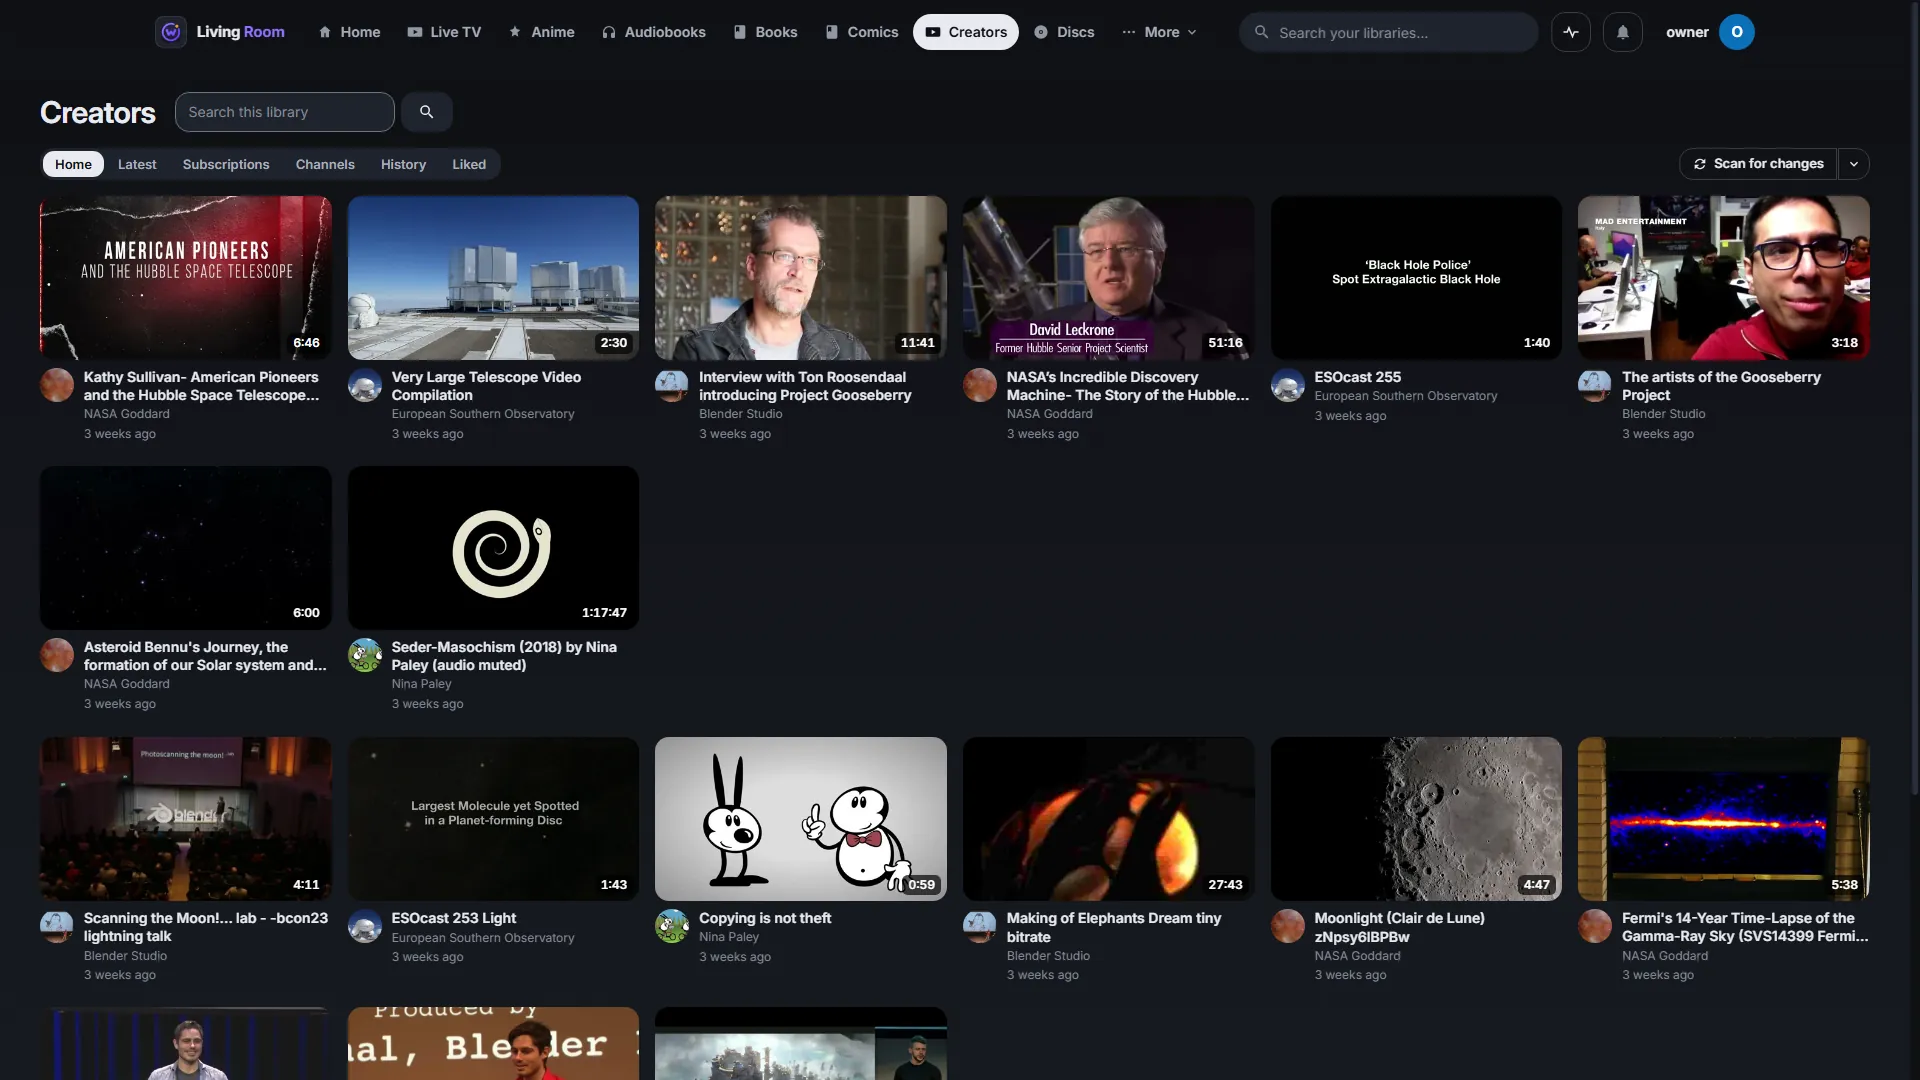 Living Room
Home
Live TV
Anime
Audiobooks
Books
Comics
Creators
Discs
More
Search your libraries...
owner
O
Creators
Search this library
Home
Latest
Subscriptions
Channels
History
Liked
Scan for changes
AMERICAN PIONEERS
AND THE HUBBLE SPACE TELESCOPE
6:46
2:30
11:41
David Leckrone
Former Hubble Senior Project Scientist
51:16
‘Black Hole Police’
Spot Extragalactic Black Hole
1:40
MAD ENTERTAINMENT
Italy
3:18
Kathy Sullivan- American Pioneers
and the Hubble Space Telescope...
NASA Goddard
3 weeks ago
Very Large Telescope Video
Compilation
European Southern Observatory
3 weeks ago
Interview with Ton Roosendaal
introducing Project Gooseberry
Blender Studio
3 weeks ago
NASA's Incredible Discovery
Machine- The Story of the Hubble...
NASA Goddard
3 weeks ago
ESOcast 255
European Southern Observatory
3 weeks ago
The artists of the Gooseberry
Project
Blender Studio
3 weeks ago
6:00
1:17:47
Asteroid Bennu's Journey, the
formation of our Solar system and...
NASA Goddard
3 weeks ago
Seder-Masochism (2018) by Nina
Paley (audio muted)
Nina Paley
3 weeks ago
Photoscanning the moon!
blender
4:11
Largest Molecule yet Spotted
in a Planet-forming Disc
1:43
0:59
27:43
4:47
5:38
Scanning the Moon!... lab - -bcon23
lightning talk
Blender Studio
3 weeks ago
ESOcast 253 Light
European Southern Observatory
3 weeks ago
Copying is not theft
Nina Paley
3 weeks ago
Making of Elephants Dream tiny
bitrate
Blender Studio
3 weeks ago
Moonlight (Clair de Lune)
zNpsy6lBPBw
NASA Goddard
3 weeks ago
Fermi's 14-Year Time-Lapse of the
Gamma-Ray Sky (SVS14399 Fermi...
NASA Goddard
3 weeks ago
Produced by
al, Blender